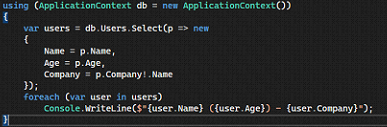 using (ApplicationContext db = new ApplicationContext())
{
    var users = db.Users.Select(p => new
    {
        Name = p.Name,
        Age = p.Age,
        Company = p.Company!.Name
    });
    foreach (var user in users)
        Console.WriteLine($"{user.Name} ({user.Age}) - {user.Company}");
}